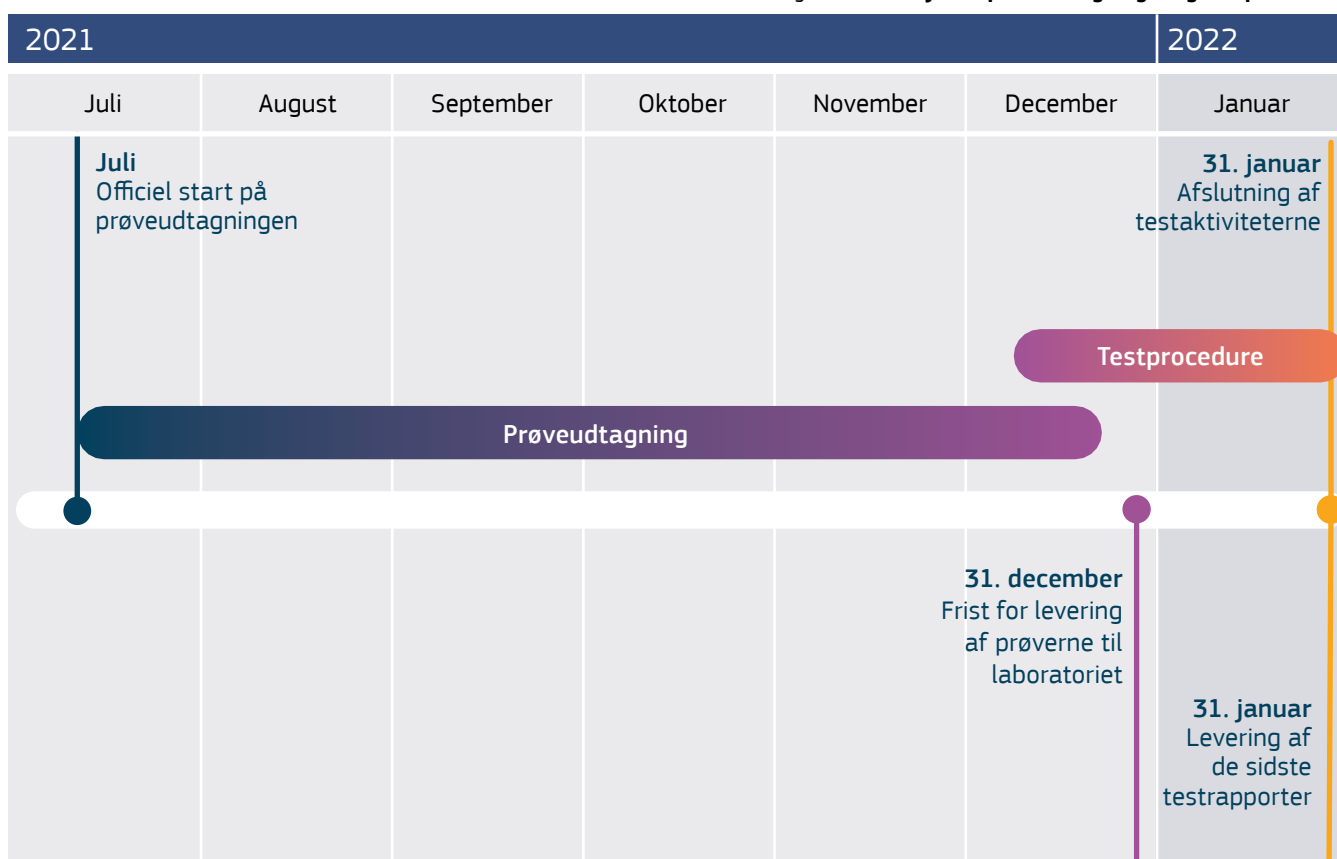 2021
2022
Juli
August
September
Oktober
November
December
Januar
Juli
Officiel start på
prøveudtagningen
31. januar
Afslutning af
testaktiviteterne
Testprocedure
Prøveudtagning
31. december
Frist for levering
af prøverne til
laboratoriet
31. januar
Levering af
de sidste
testrapporter